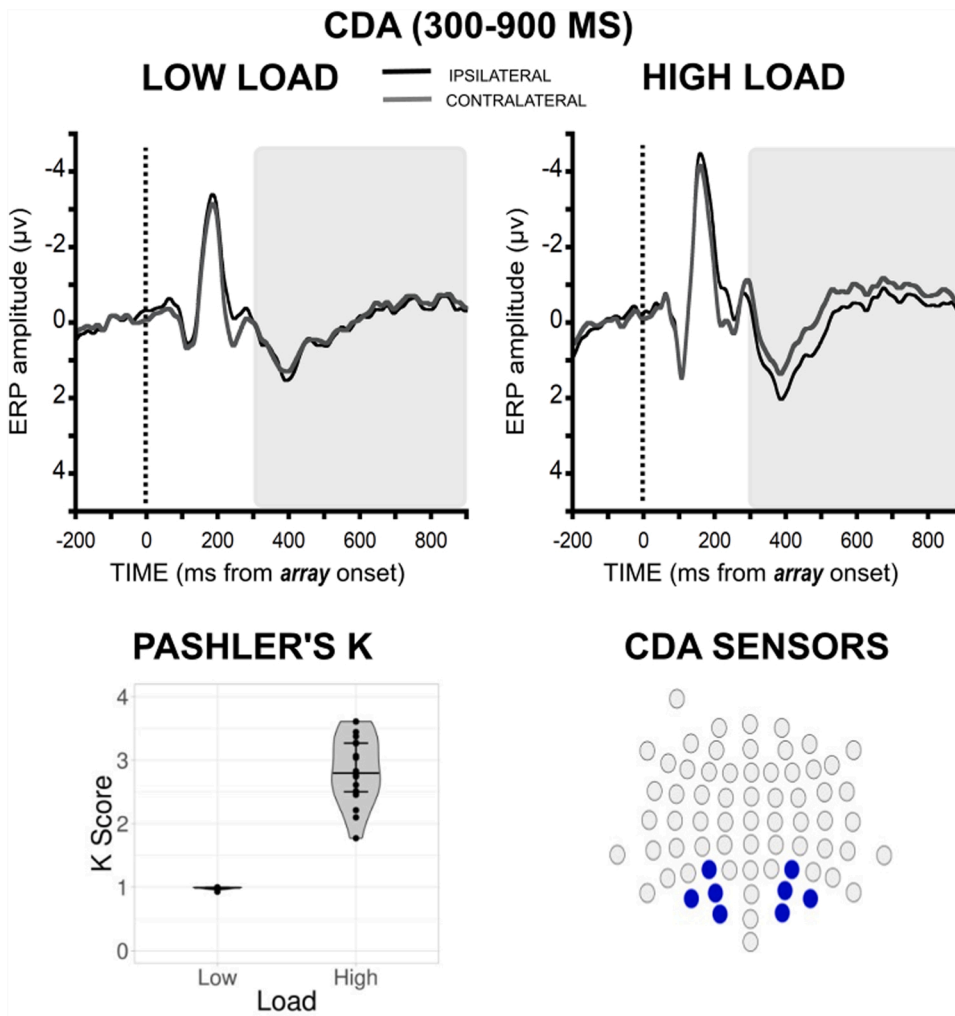 CDA (300-900 MS)
LOW LOAD
IPSILATERAL
CONTRALATERAL
HIGH LOAD
ERP amplitude (μv)
-4
-2
0
2
4
-200 0 200 400 600 800
TIME (ms from array onset)
ERP amplitude (μv)
-4
-2
0
2
4
-200 0 200 400 600 800
TIME (ms from array onset)
PASHLER'S K
K Score
4
3
2
1
0
Low High
Load
CDA SENSORS